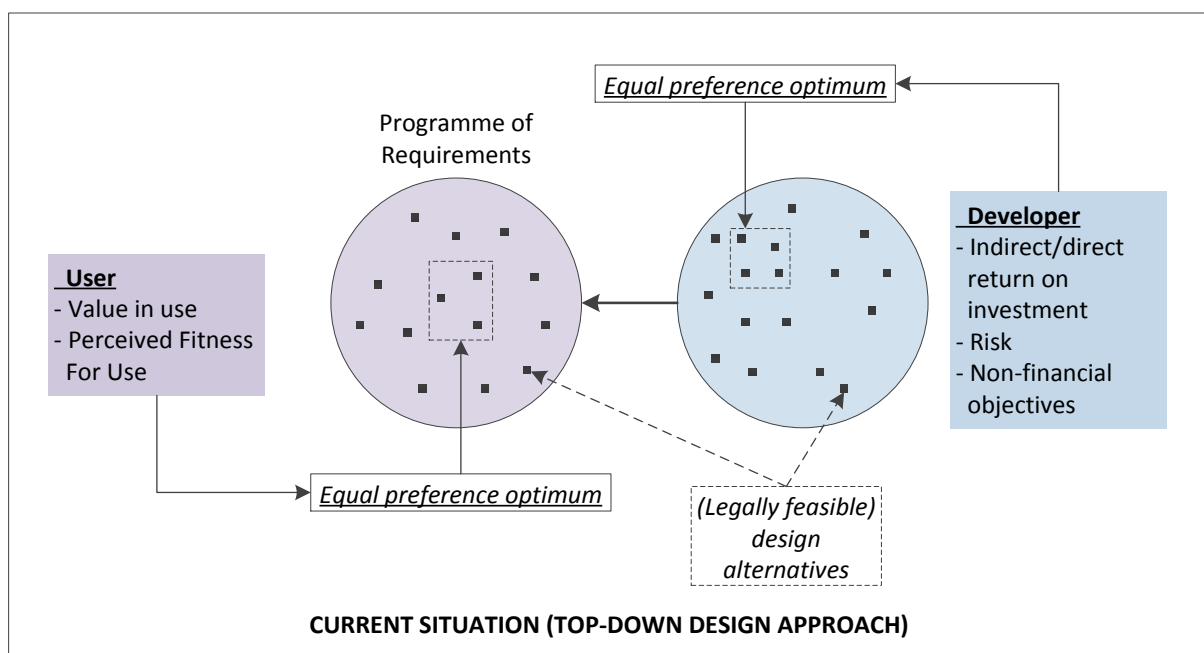 Equal preference optimum
Programme of
Requirements
User
- Value in use
- Perceived Fitness
For Use
Developer
- Indirect/direct
return on
investment
- Risk
- Non-financial
objectives
Equal preference optimum
(Legally feasible)
design
alternatives
CURRENT SITUATION (TOP-DOWN DESIGN APPROACH)